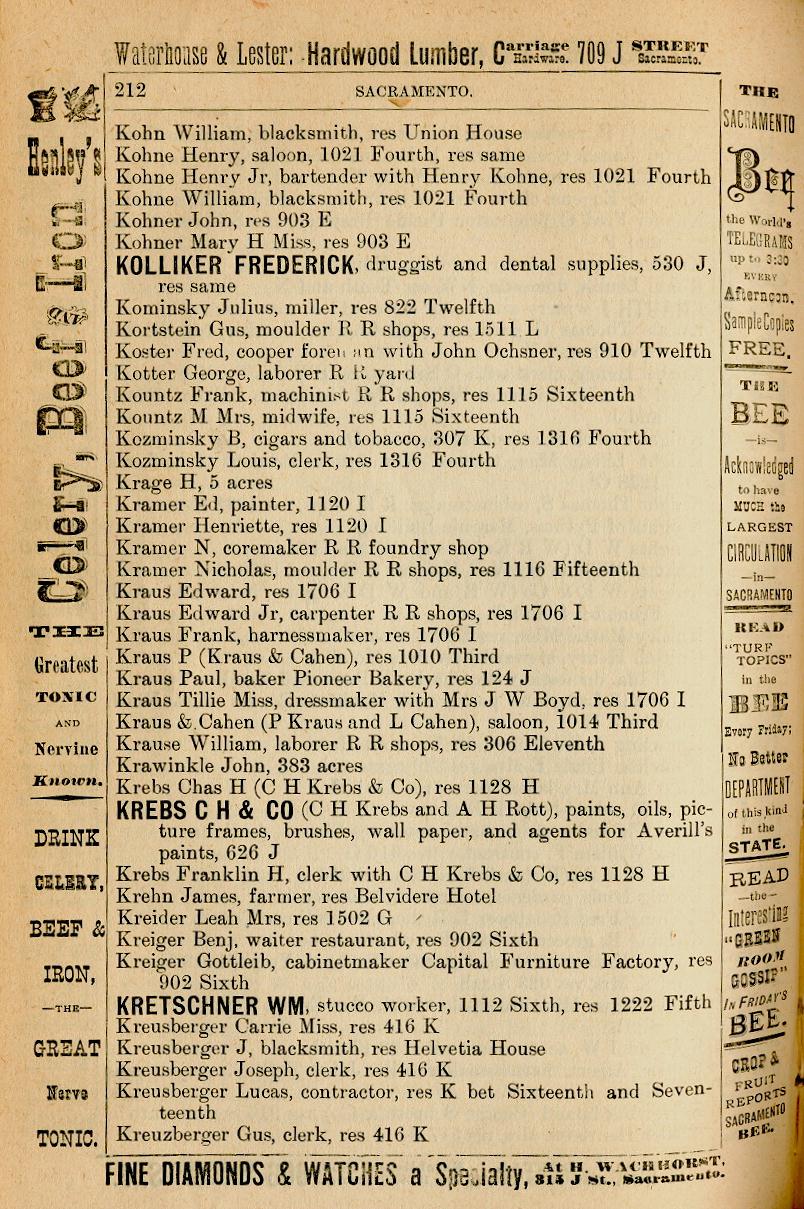 Waterhouse & Lester: Hardwood Lumber, Carriage Hardware. 709 J STREET Sacramento.
212 SACRAMENTO.
Kohn William, blacksmith, res Union House
Kohne Henry, saloon, 1021 Fourth, res same
Kohne Henry Jr, bartender with Henry Kohne, res 1021 Fourth
Kohne William, blacksmith, res 1021 Fourth
Kohner John, res 903 E
Kohner Mary H Miss, res 903 E
KOLLIKER FREDERICK, druggist and dental supplies, 530 J,
res same
Kominsky Julius, miller, res 822 Twelfth
Kortstein Gus, moulder R R shops, res 1511 L
Koster Fred, cooper foreman with John Ochsner, res 910 Twelfth
Kotter George, laborer R R yard
Kountz Frank, machinist R R shops, res 1115 Sixteenth
Kountz M Mrs, midwife, res 1115 Sixteenth
Kozminsky B, cigars and tobacco, 307 K, res 1316 Fourth
Kozminsky Louis, clerk, res 1316 Fourth
Krage H, 5 acres
Kramer Ed, painter, 1120 I
Kramer Henriette, res 1120 I
Kramer N, coremaker R R foundry shop
Kramer Nicholas, moulder R R shops, res 1116 Fifteenth
Kraus Edward, res 1706 I
Kraus Edward Jr, carpenter R R shops, res 1706 I
Kraus Frank, harnessmaker, res 1706 I
Kraus P (Kraus & Cahen), res 1010 Third
Kraus Paul, baker Pioneer Bakery, res 124 J
Kraus Tillie Miss, dressmaker with Mrs J W Boyd, res 1706 I
Kraus & Cahen (P Kraus and L Cahen), saloon, 1014 Third
Krause William, laborer R R shops, res 306 Eleventh
Krawinkle John, 383 acres
Krebs Chas H (C H Krebs & Co), res 1128 H
KREBS C H & CO (C H Krebs and A H Rott), paints, oils, pic-
ture frames, brushes, wall paper, and agents for Averill's
paints, 626 J
Krebs Franklin H, clerk with C H Krebs & Co, res 1128 H
Krehn James, farmer, res Belvidere Hotel
Kreider Leah Mrs, res 1502 G
Kreiger Benj, waiter restaurant, res 902 Sixth
Kreiger Gottleib, cabinetmaker Capital Furniture Factory, res
902 Sixth
KRETSCHNER WM, stucco worker, 1112 Sixth, res 1222 Fifth
Kreusberger Carrie Miss, res 416 K
Kreusberger J, blacksmith, res Helvetia House
Kreusberger Joseph, clerk, res 416 K
Kreusberger Lucas, contractor, res K bet Sixteenth and Seven-
teenth
Kreuzberger Gus, clerk, res 416 K
Henley's
Celery, Beef & Iron
THE
Greatest
TONIC
AND
Nervine
Known.
DRINK
CELERY,
BEEF &
IRON,
—THE—
GREAT
Nerve
TONIC.
THE
SACRAMENTO
Bee
the World's
TELEGRAMS
up to 3:30
EVERY
Afternoon.
Sample Copies
FREE.
THE
BEE
—is—
Acknowledged
to have
MUCH the
LARGEST
CIRCULATION
—in—
SACRAMENTO
READ
"TURF
TOPICS"
in the
BEE
Every Friday;
No Better
DEPARTMENT
of this kind
in the
STATE.
READ
—the—
Interesting
"GREEN
ROOM
GOSSIP"
IN FRIDAY'S
BEE.
CROP &
FRUIT
REPORTS
SACRAMENTO
BEE.
FINE DIAMONDS & WATCHES a Specialty, At H. WACHHORST, 315 J St., Sacramento.